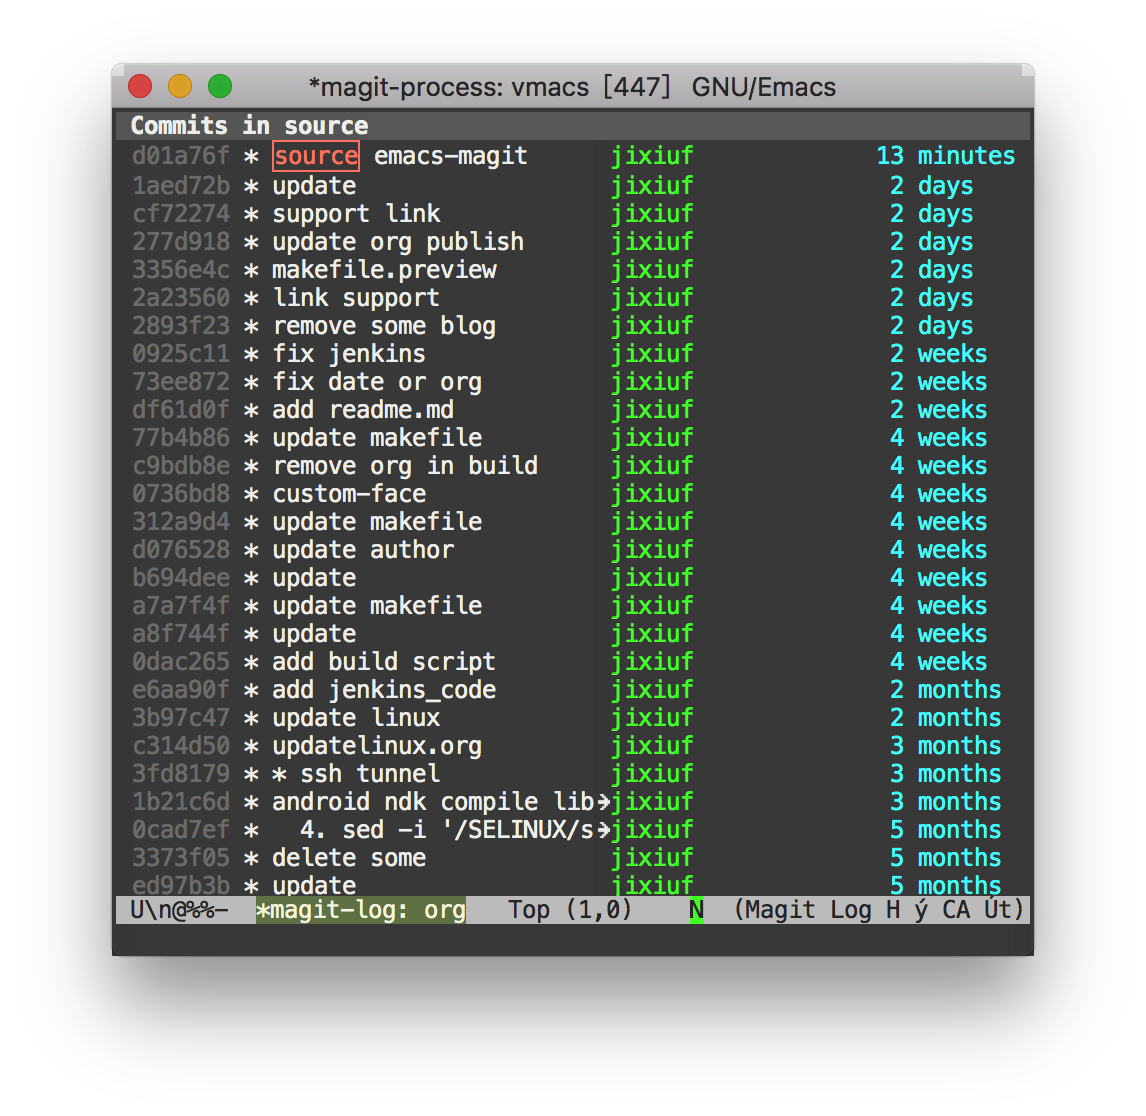 *magit-process: vmacs [447] GNU/Emacs
Commits in source
d01a76f * source emacs-magit jixiuf 13 minutes
1aed72b * update jixiuf 2 days
cf72274 * support link jixiuf 2 days
277d918 * update org publish jixiuf 2 days
3356e4c * makefile.preview jixiuf 2 days
2a23560 * link support jixiuf 2 days
2893f23 * remove some blog jixiuf 2 days
0925c11 * fix jenkins jixiuf 2 weeks
73ee872 * fix date or org jixiuf 2 weeks
df61d0f * add readme.md jixiuf 2 weeks
77b4b86 * update makefile jixiuf 4 weeks
c9bdb8e * remove org in build jixiuf 4 weeks
0736bd8 * custom-face jixiuf 4 weeks
312a9d4 * update makefile jixiuf 4 weeks
d076528 * update author jixiuf 4 weeks
b694dee * update jixiuf 4 weeks
a7a7f4f * update makefile jixiuf 4 weeks
a8f744f * update jixiuf 4 weeks
0dac265 * add build script jixiuf 4 weeks
e6aa90f * add jenkins_code jixiuf 2 months
3b97c47 * update linux jixiuf 2 months
c314d50 * updatelinux.org jixiuf 3 months
3fd8179 * * ssh tunnel jixiuf 3 months
1b21c6d * android ndk compile lib→jixiuf 3 months
0cad7ef * 4. sed -i '/SELINUX/s→jixiuf 5 months
3373f05 * delete some jixiuf 5 months
ed97b3b * update jixiuf 5 months
U\n@%%- *magit-log: org Top (1,0) N (Magit Log H ý CA Út)